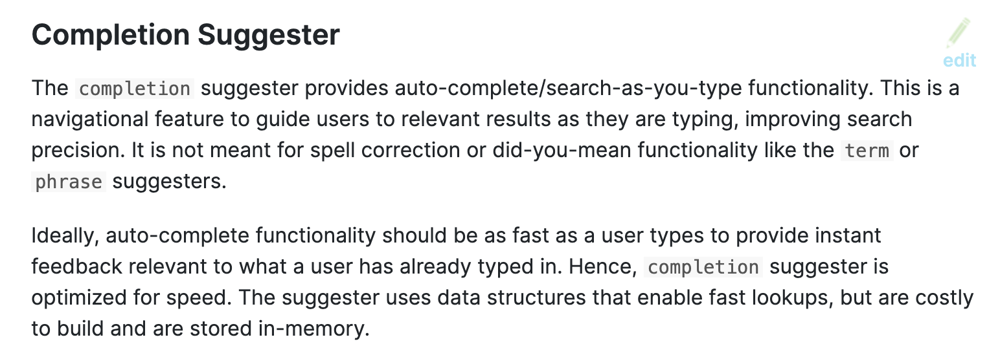 Completion Suggester
edit
The completion suggester provides auto-complete/search-as-you-type functionality. This is a
navigational feature to guide users to relevant results as they are typing, improving search
precision. It is not meant for spell correction or did-you-mean functionality like the term or
phrase suggesters.
Ideally, auto-complete functionality should be as fast as a user types to provide instant
feedback relevant to what a user has already typed in. Hence, completion suggester is
optimized for speed. The suggester uses data structures that enable fast lookups, but are costly
to build and are stored in-memory.